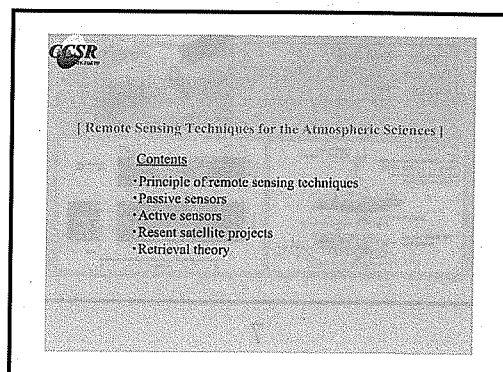 CCSR
[ Remote Sensing Techniques for the Atmospheric Sciences ]
Contents
・Principle of remote sensing techniques
・Passive sensors
・Active sensors
・Resent satellite projects
・Retrieval theory